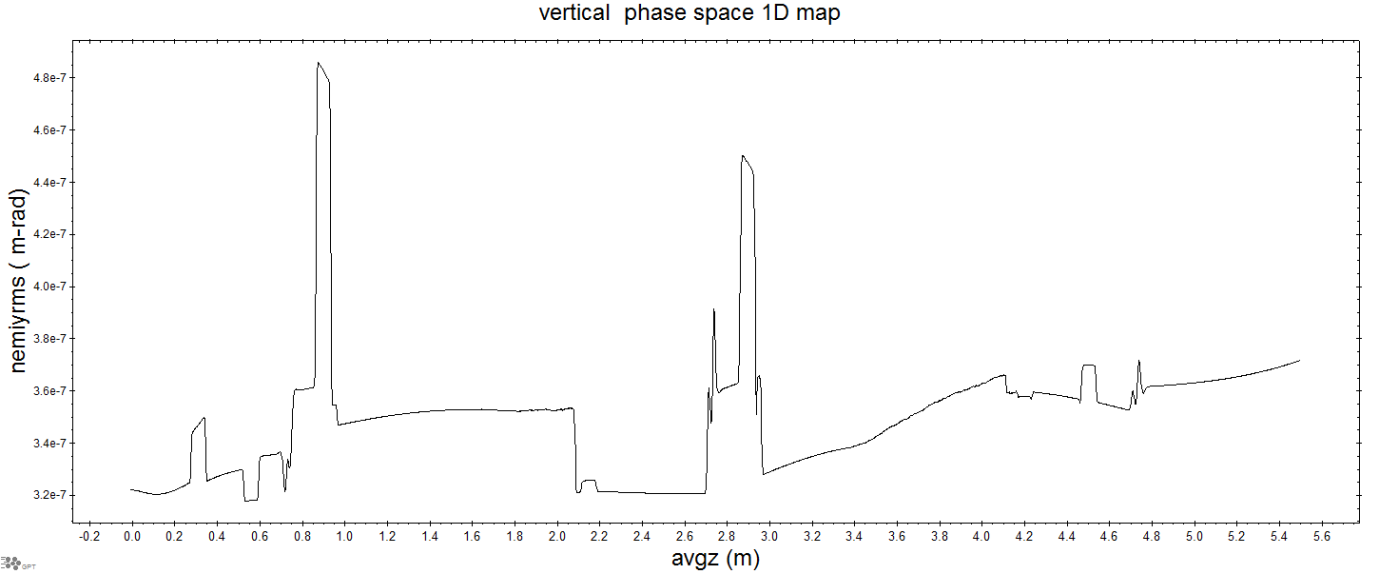 vertical phase space 1D map
4.8e-7
4.6e-7
4.4e-7
4.2e-7
4.0e-7
3.8e-7
3.6e-7
3.4e-7
3.2e-7
nemiyrms ( m-rad)
-0.2 0.0 0.2 0.4 0.6 0.8 1.0 1.2 1.4 1.6 1.8 2.0 2.2 2.4 2.6 2.8 3.0 3.2 3.4 3.6 3.8 4.0 4.2 4.4 4.6 4.8 5.0 5.2 5.4 5.6
avgz (m)
GPT